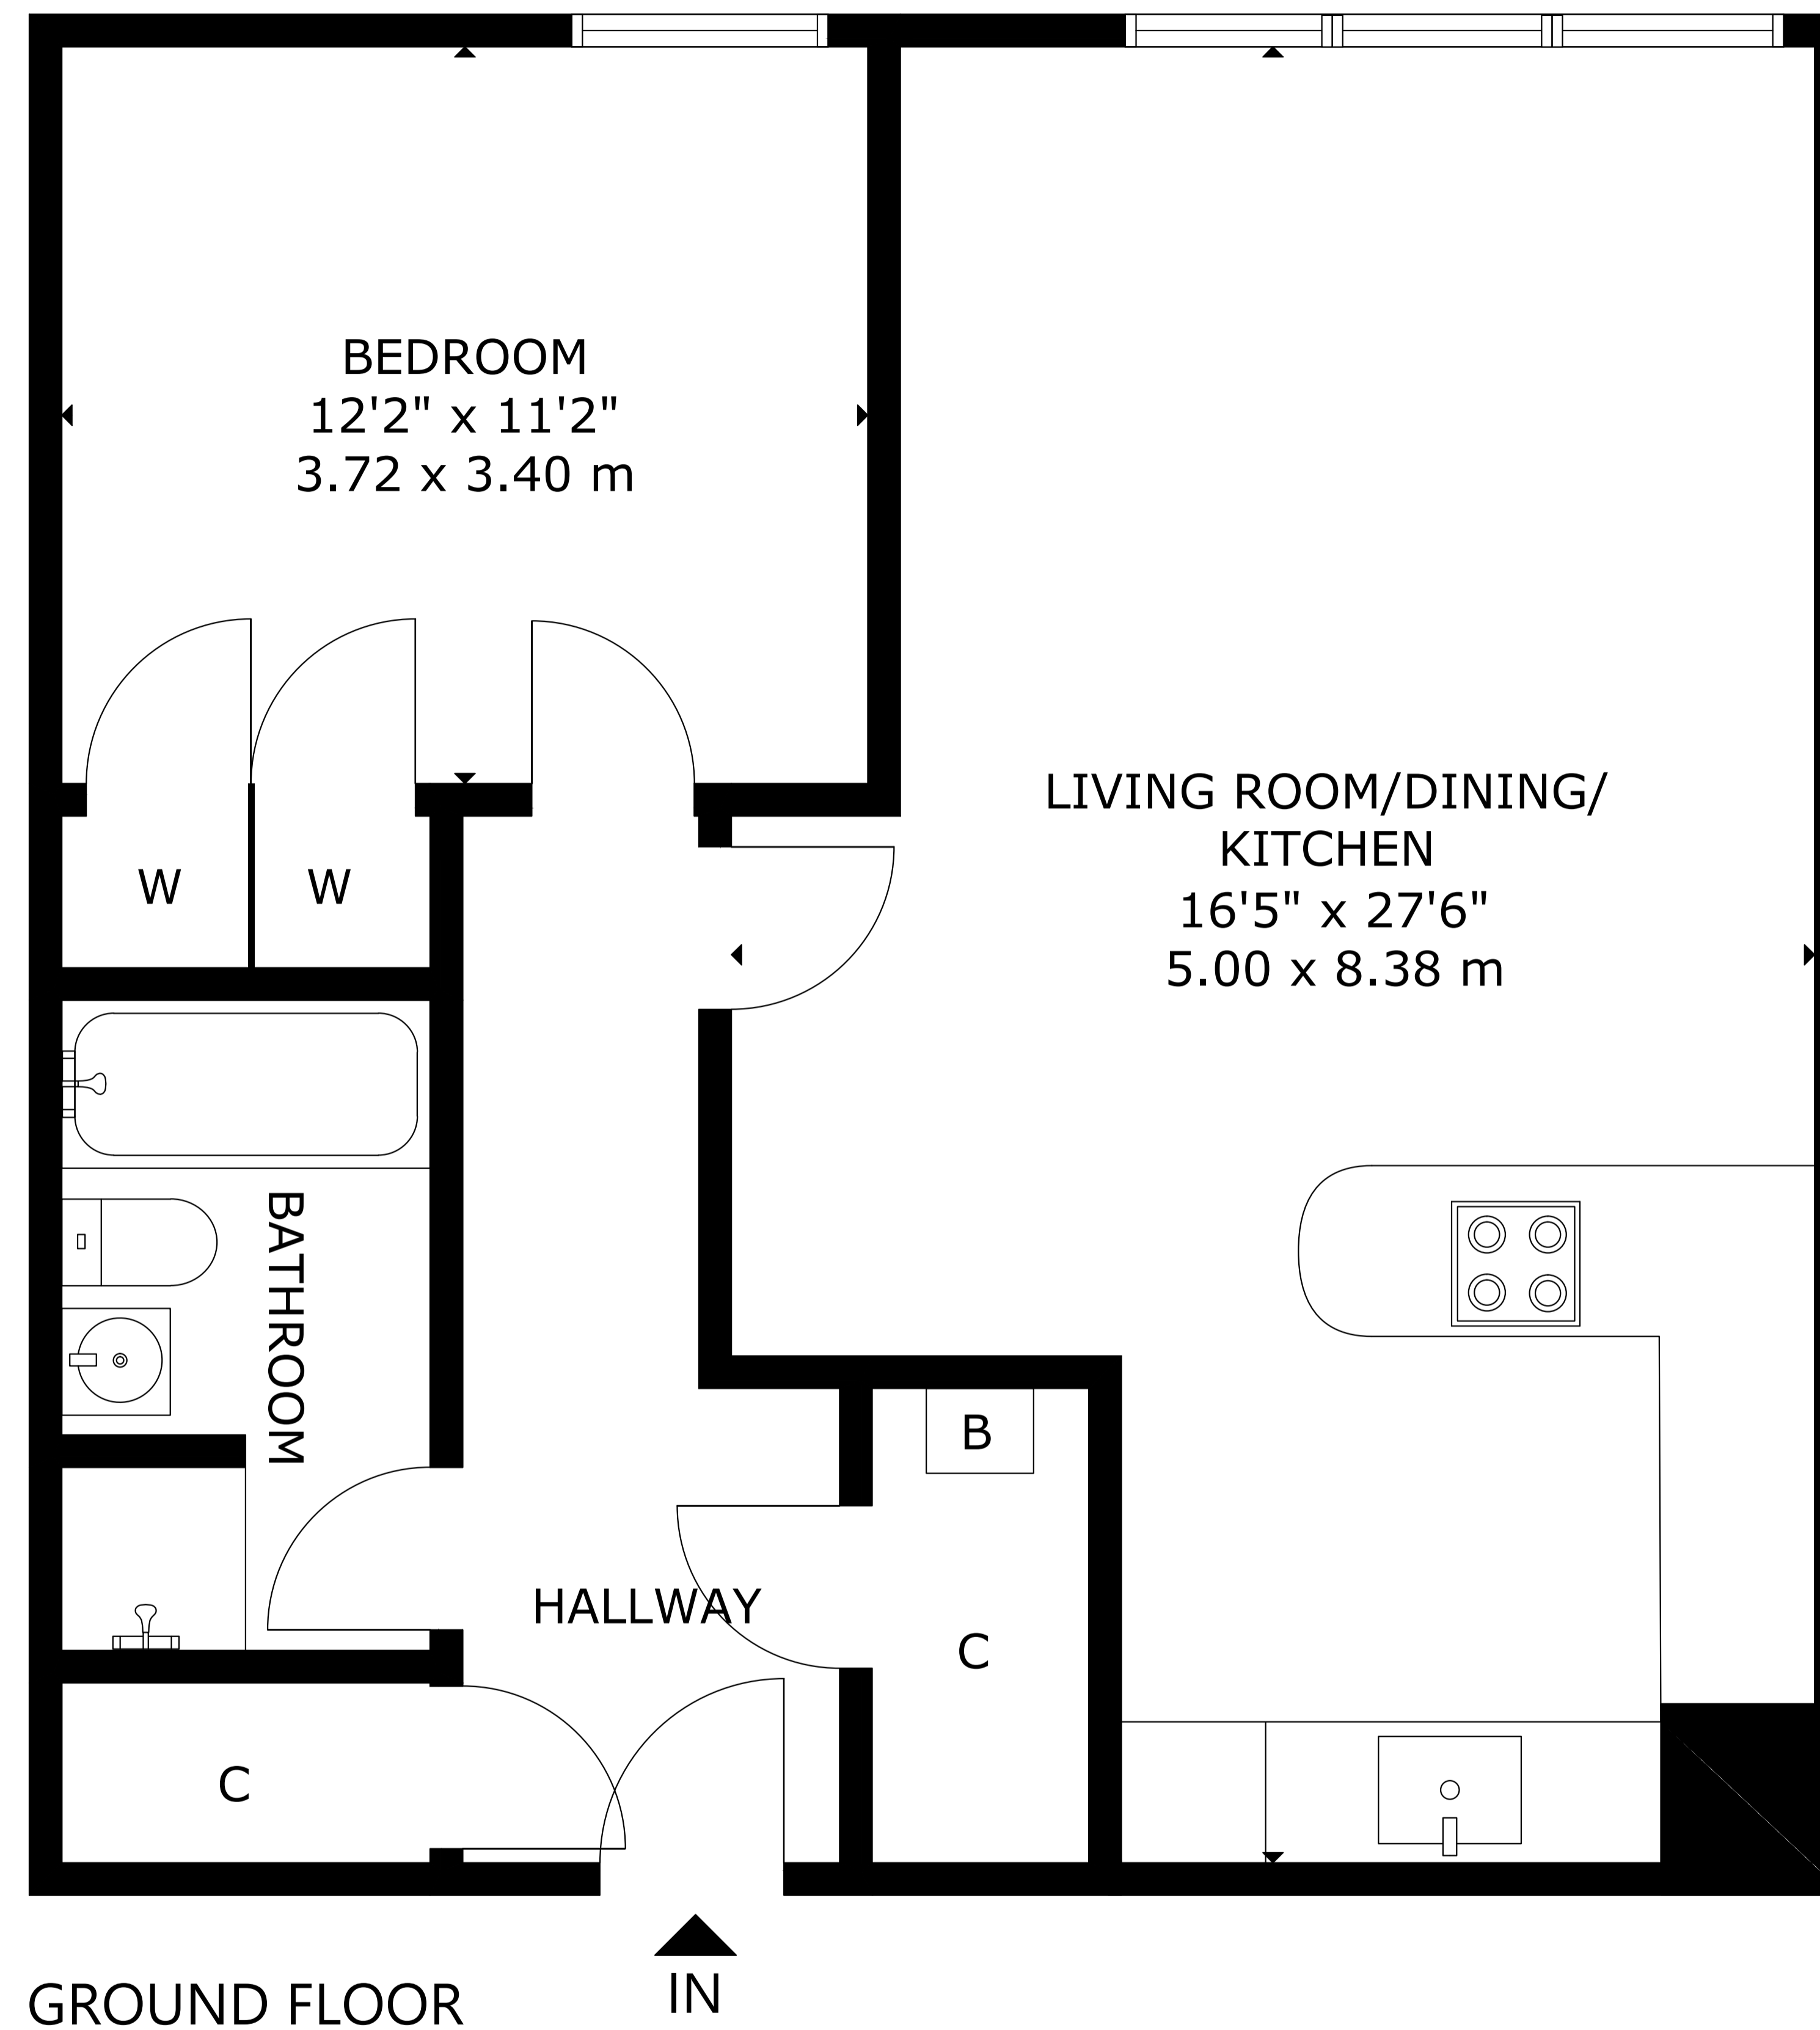 BEDROOM
12'2" x 11'2"
3.72 x 3.40 m
LIVING ROOM/DINING/
KITCHEN
16'5" x 27'6"
5.00 x 8.38 m
W
W
BATHROOM
B
HALLWAY
C
C
IN
GROUND FLOOR